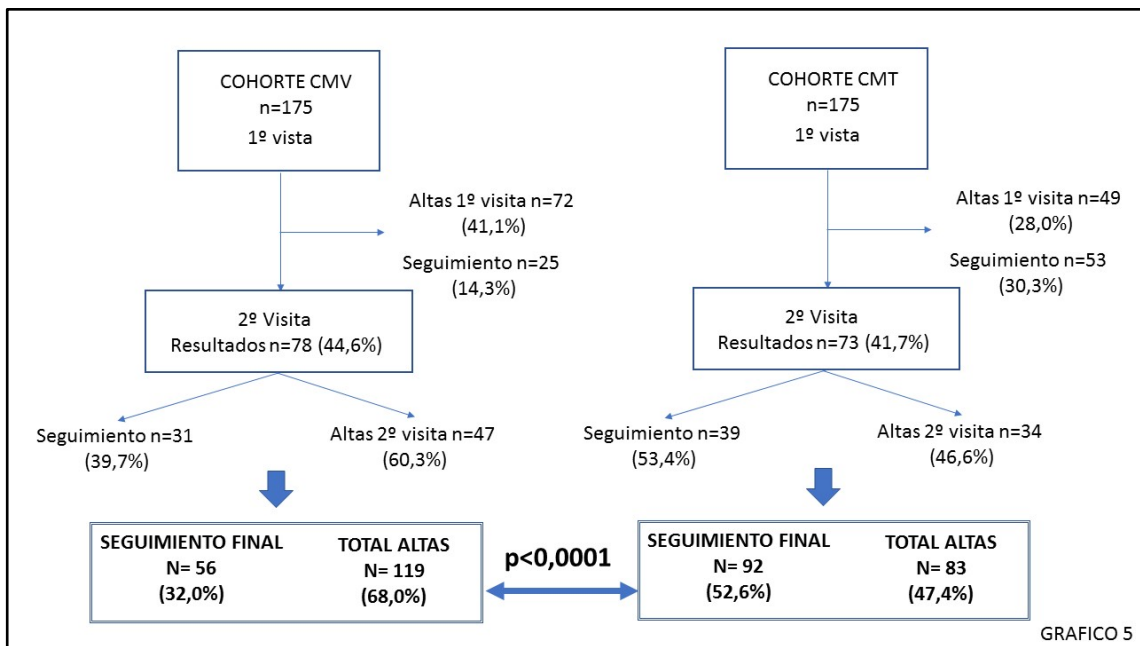 COHORTE CMV
n=175
1º vista
Altas 1º visita n=72
(41,1%)
Seguimiento n=25
(14,3%)
2º Visita
Resultados n=78 (44,6%)
Seguimiento n=31
(39,7%)
Altas 2º visita n=47
(60,3%)
SEGUIMIENTO FINAL
N= 56
(32,0%)
TOTAL ALTAS
N= 119
(68,0%)
p<0,0001
COHORTE CMT
n=175
1º vista
Altas 1º visita n=49
(28,0%)
Seguimiento n=53
(30,3%)
2º Visita
Resultados n=73 (41,7%)
Seguimiento n=39
(53,4%)
Altas 2º visita n=34
(46,6%)
SEGUIMIENTO FINAL
N= 92
(52,6%)
TOTAL ALTAS
N= 83
(47,4%)
GRAFICO 5